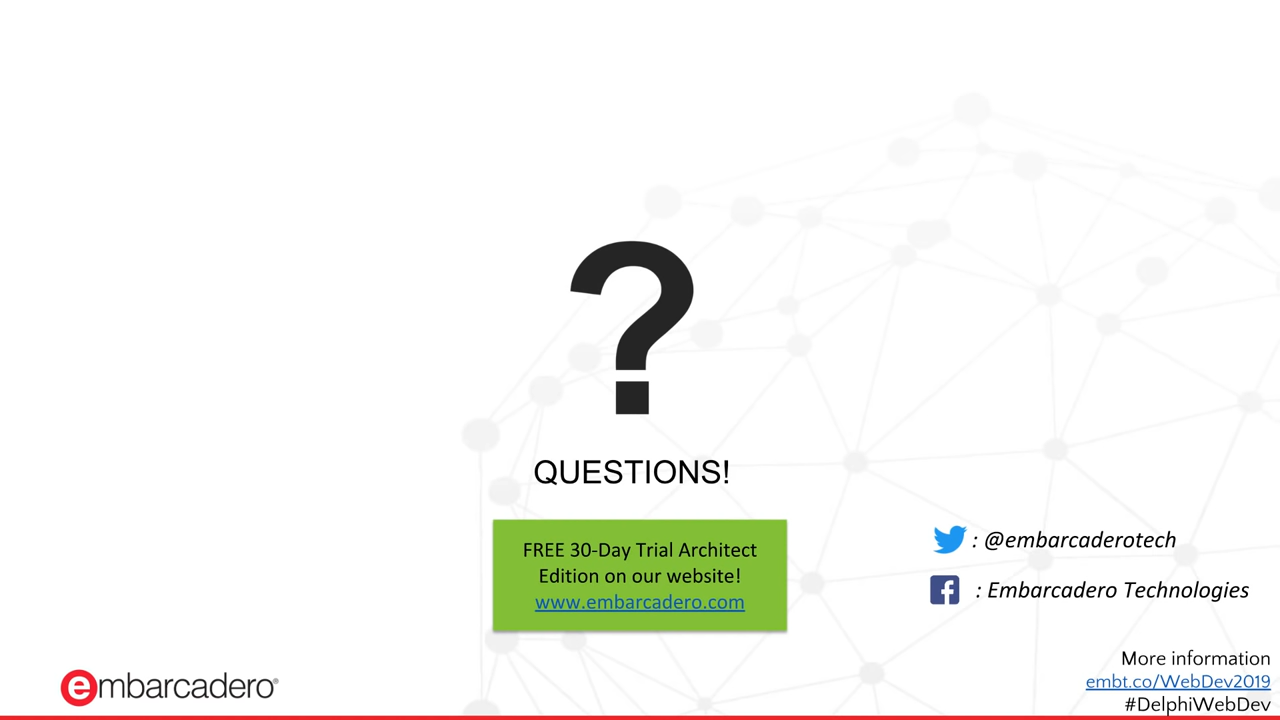 ?
QUESTIONS!
FREE 30-Day Trial Architect
Edition on our website!
www.embarcadero.com
: @embarcaderotech
: Embarcadero Technologies
embarcadero®
More information
embt.co/WebDev2019
#DelphiWebDev